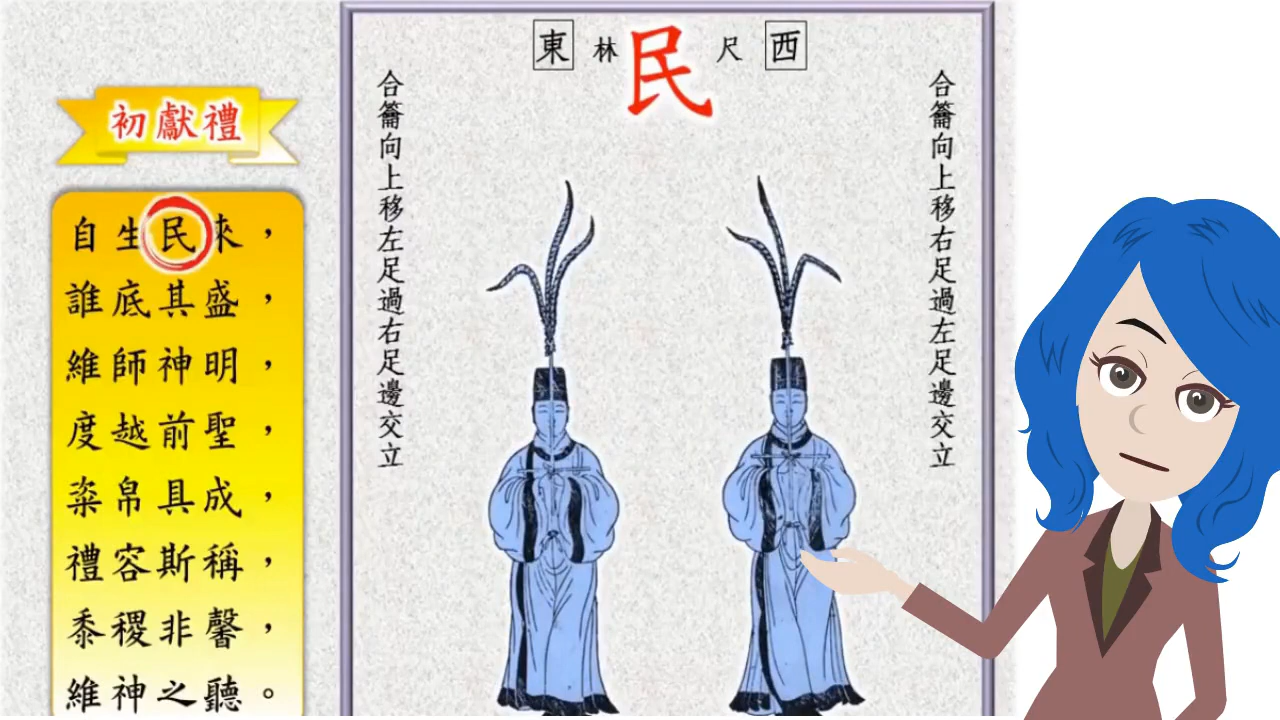 初獻禮
自生民來，
誰底其盛，
維師神明，
度越前聖，
粢帛具成，
禮容斯稱，
黍稷非馨，
維神之聽。
東 林 民 尺 西
合籥向上移左足過右足邊交立
合籥向上移右足過左足邊交立